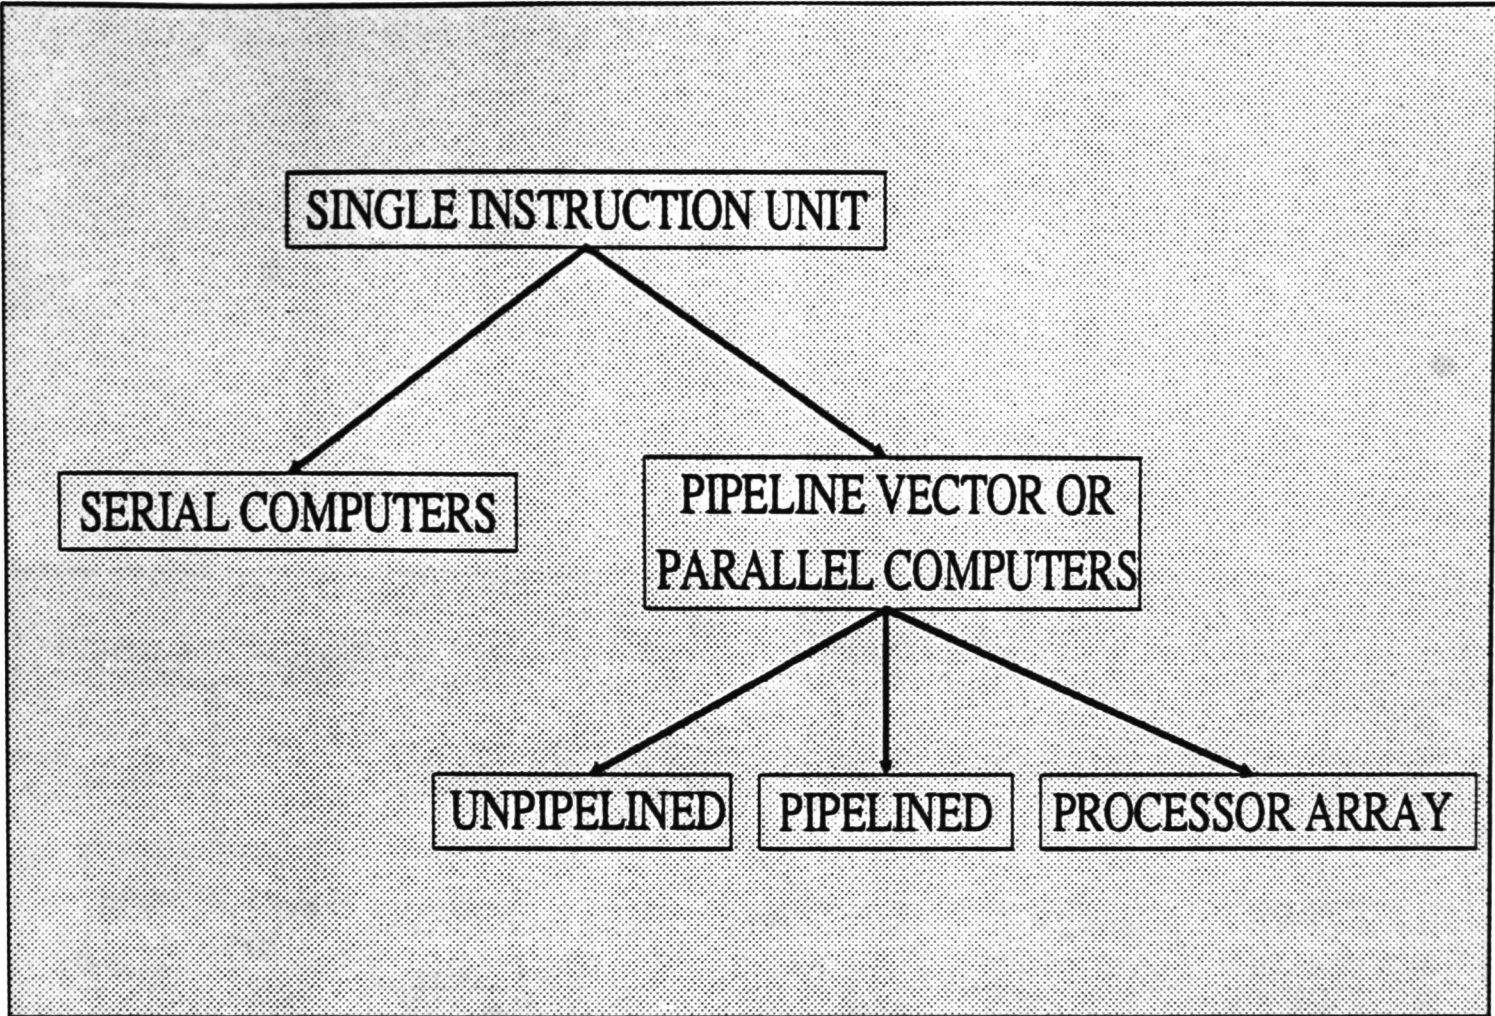 SINGLE INSTRUCTION UNIT
SERIAL COMPUTERS
PIPELINE VECTOR OR
PARALLEL COMPUTERS
UNPIPELINED
PIPELINED
PROCESSOR ARRAY